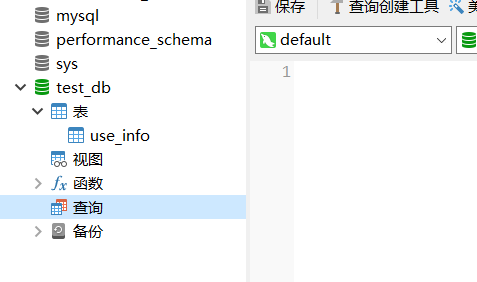 mysql
performance_schema
sys
test_db
表
use_info
视图
fx 函数
查询
备份
保存 查询创建工具
default
1